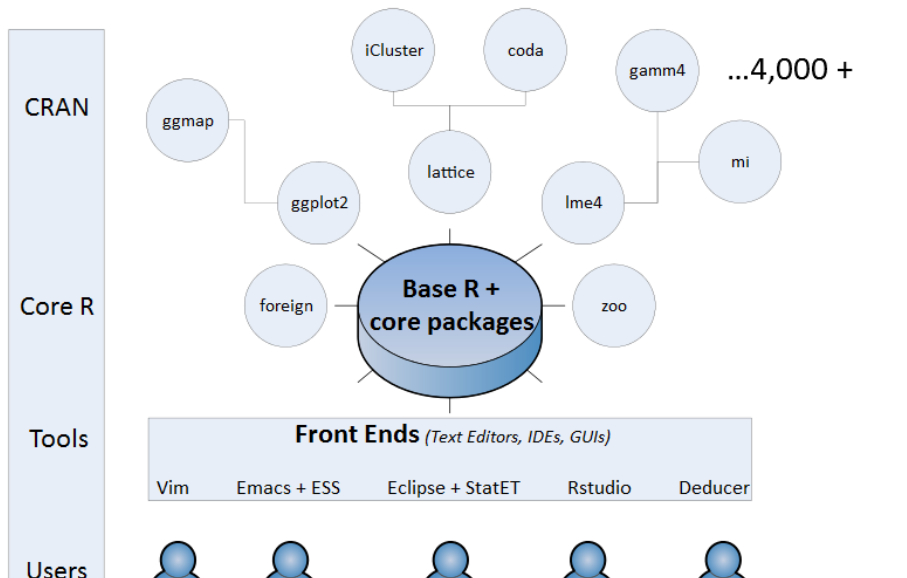 iCluster
coda
gamm4
...4,000 +
CRAN
ggmap
mi
lattice
ggplot2
lme4
Base R +
core packages
Core R
foreign
zoo
Tools
Front Ends (Text Editors, IDEs, GUIs)
Vim
Emacs + ESS
Eclipse + StatET
Rstudio
Deducer
Users